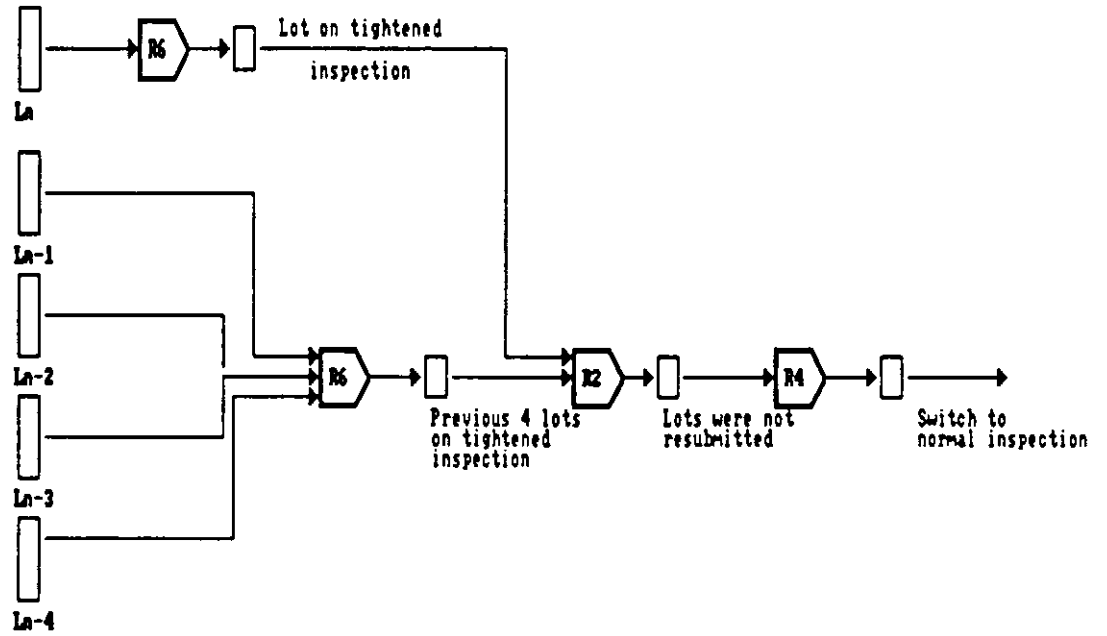 R6
Lot on tightened
inspection
Ln
Ln-1
Ln-2
R6
R2
R4
Previous 4 lots
on tightened
inspection
Lots were not
resubmitted
Switch to
normal inspection
Ln-3
Ln-4